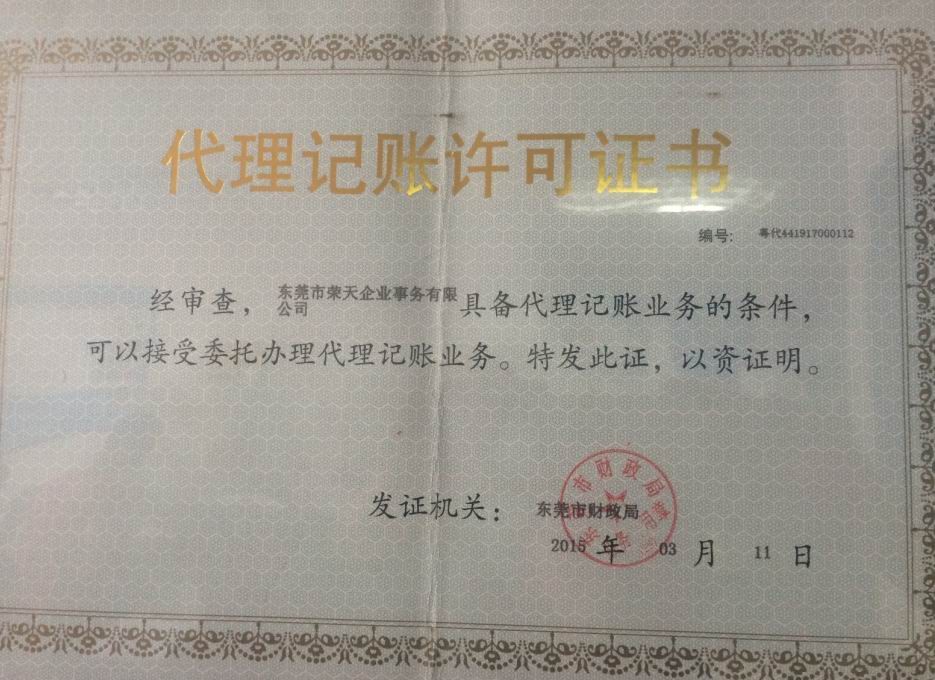 代理记账许可证书
编号: 粤代441917000112
经审查，东莞市荣天企业事务有限公司具备代理记账业务的条件，
可以接受委托办理代理记账业务。特发此证，以资证明。
发证机关：东莞市财政局
2015 年 03 月 11 日